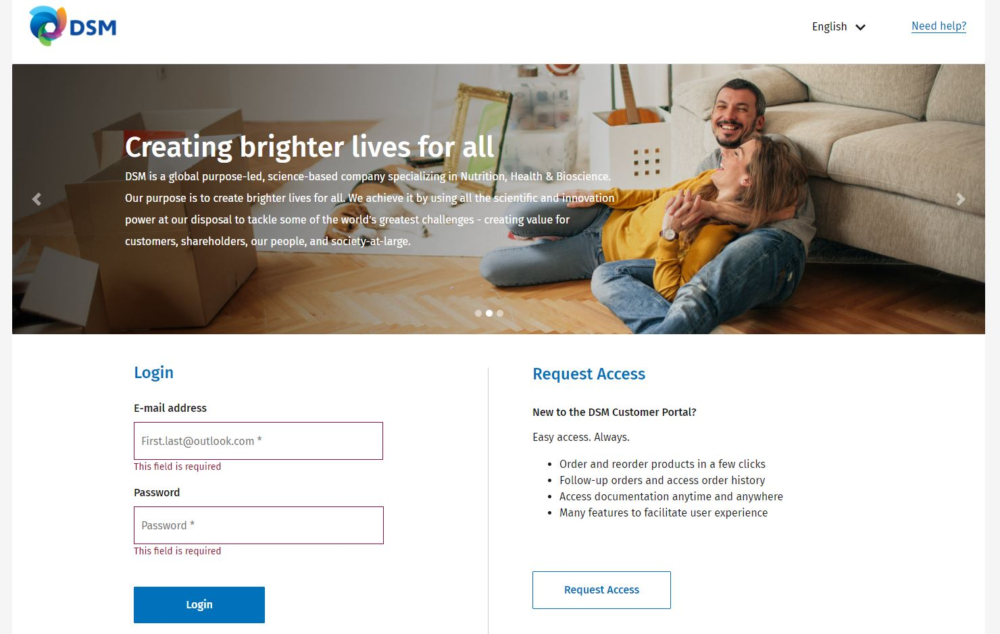 DSM
English
Need help?
Creating brighter lives for all
DSM is a global purpose-led, science-based company specializing in Nutrition, Health & Bioscience.
Our purpose is to create brighter lives for all. We achieve it by using all the scientific and innovation
power at our disposal to tackle some of the world’s greatest challenges - creating value for
customers, shareholders, our people, and society-at-large.
Login
E-mail address
First.last@outlook.com *
This field is required
Password
Password *
This field is required
Login
Request Access
New to the DSM Customer Portal?
Easy access. Always.
• Order and reorder products in a few clicks
• Follow-up orders and access order history
• Access documentation anytime and anywhere
• Many features to facilitate user experience
Request Access